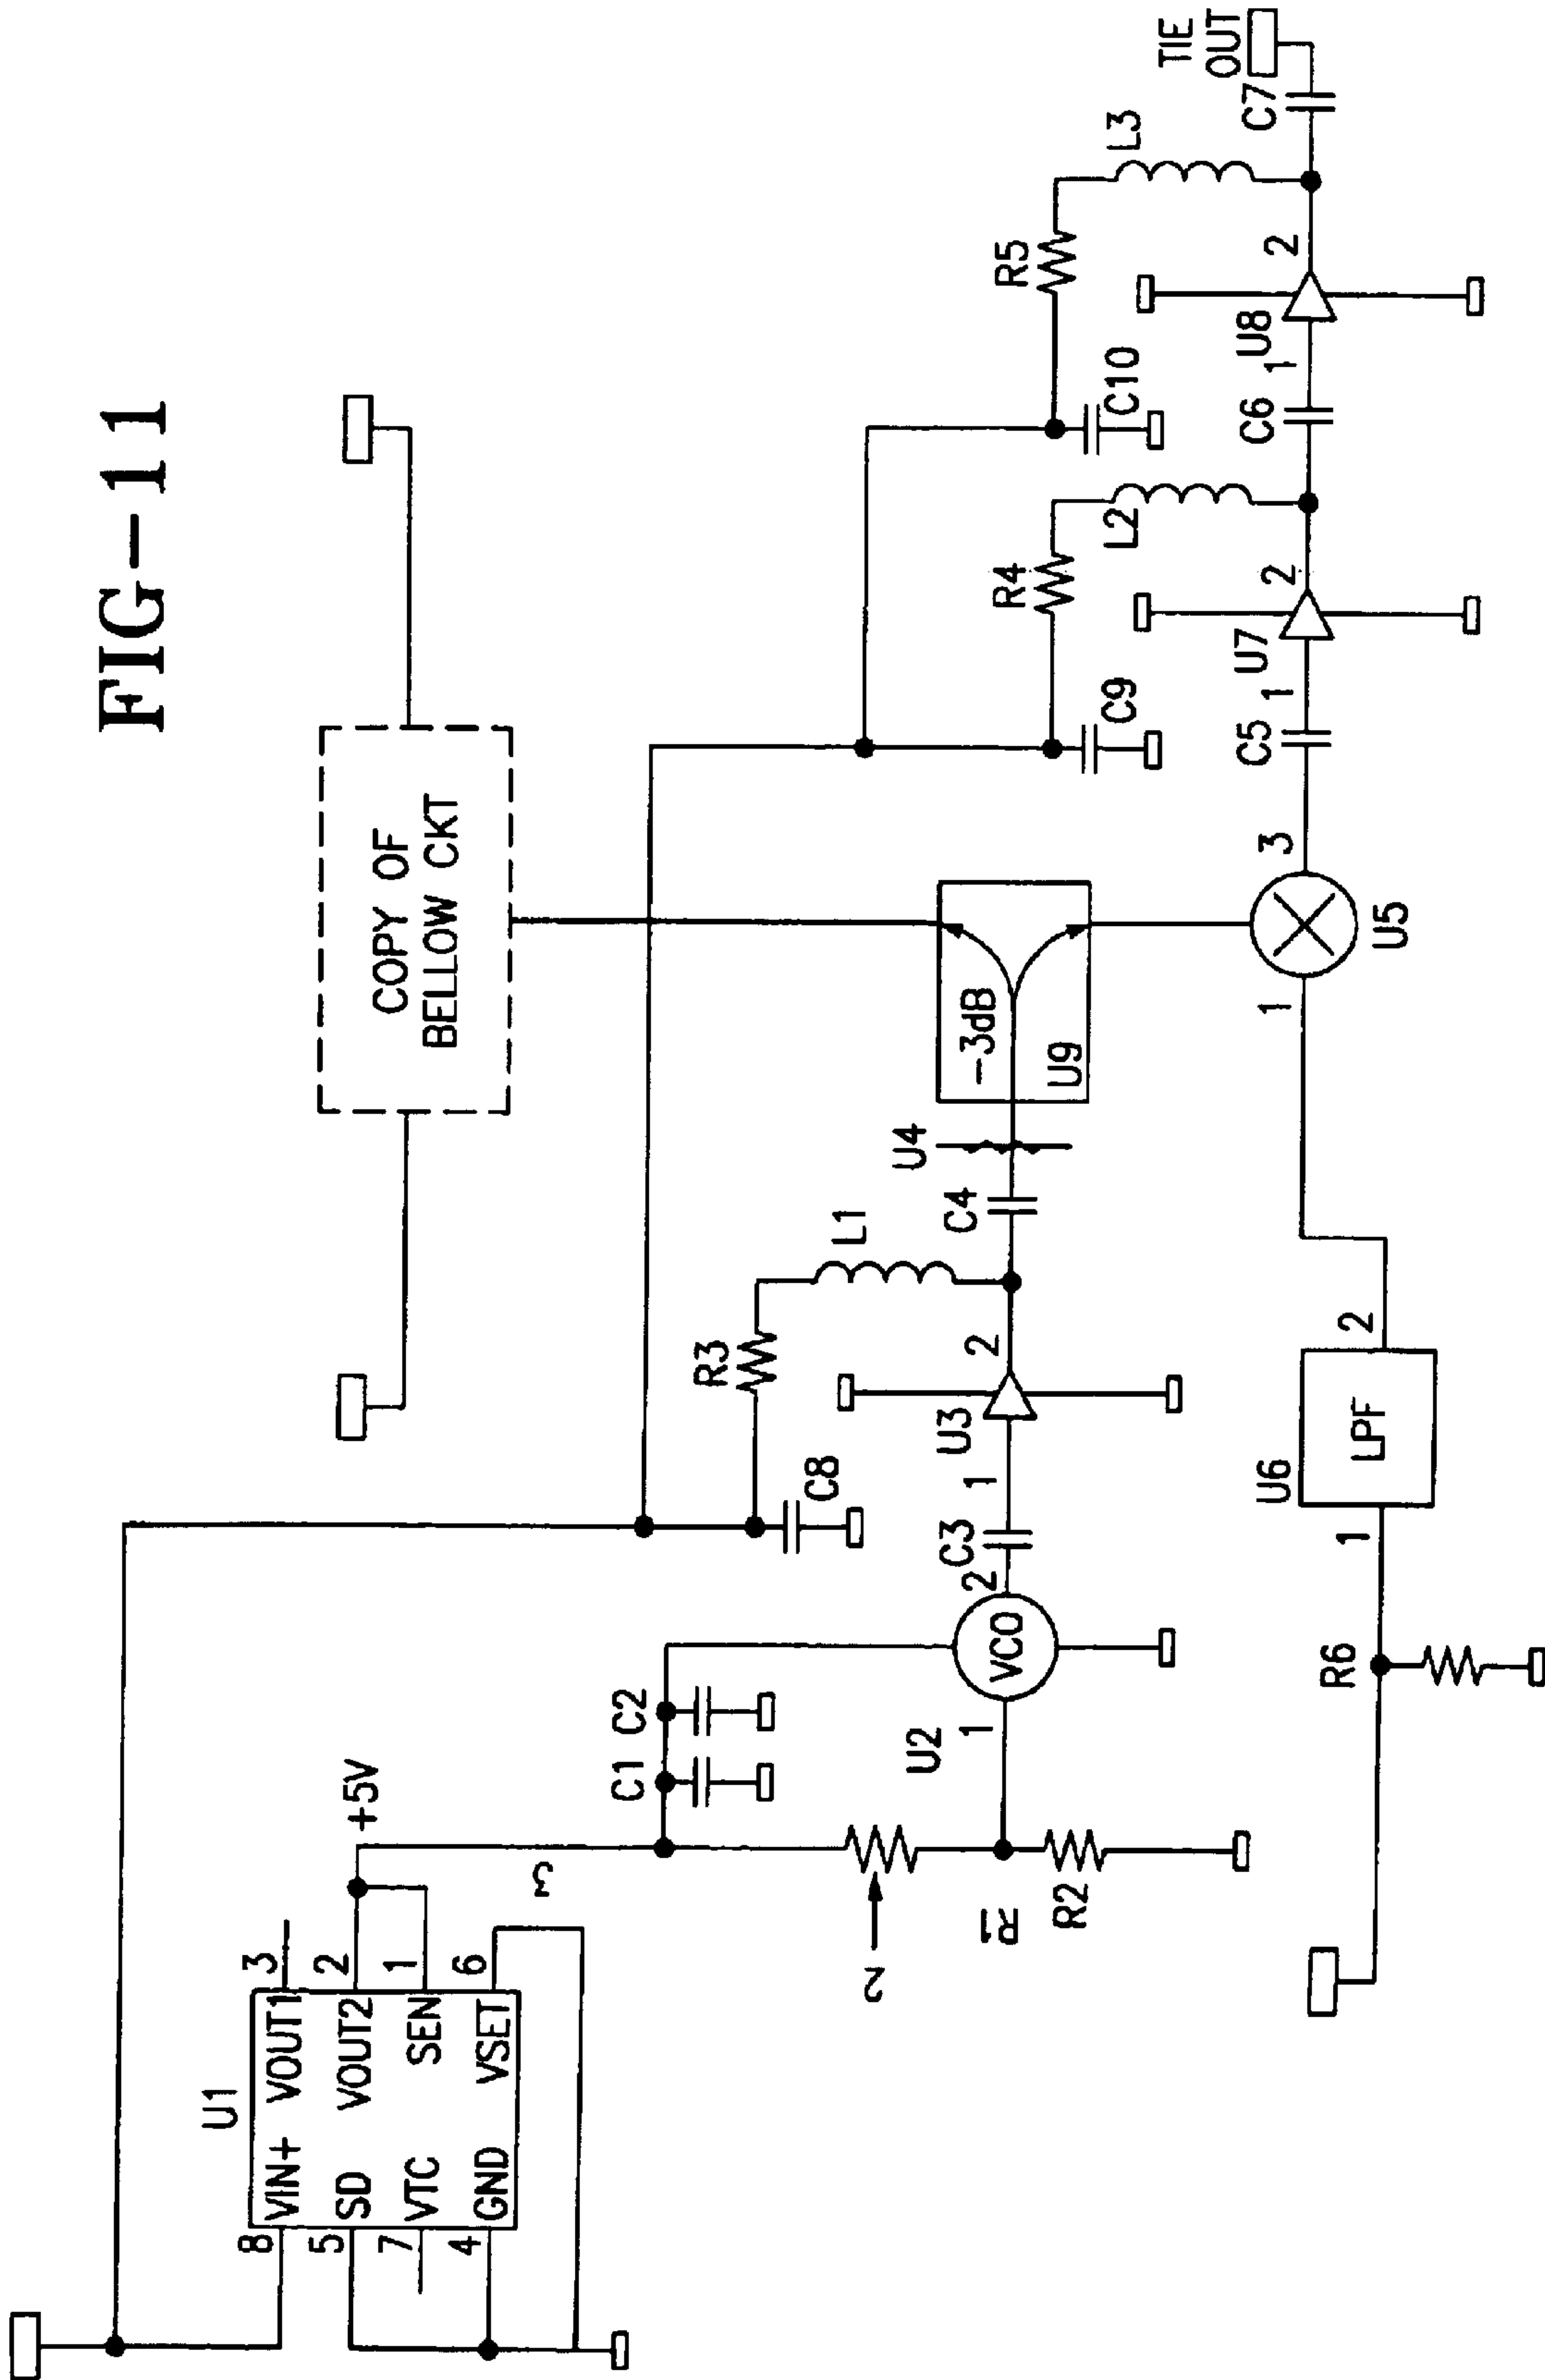 FIG-11
COPY OF
BELLOW CKT
U1
8 VIN+ VOUT1 3
5 SD VOUT2 2
7 VTC SEN 1
4 GND VSET 6
+5V
3
2
R1
R2
C1
C2
U2
1
VCO
2
C3
C8
R3
L1
1
U3
2
C4
U4
-3dB
U9
R6
1
U6
LPF
2
1
U5
3
C5
C9
R4
L2
1
U7
2
C6
C10
R5
L3
1
U8
2
C7
TIE
OUT